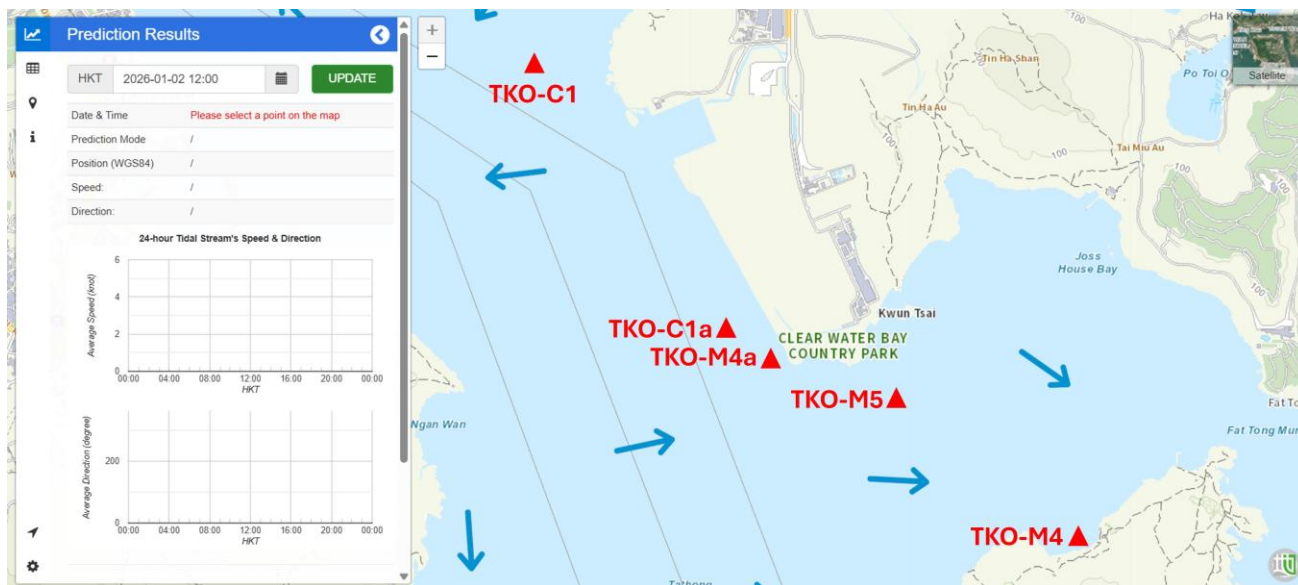 Prediction Results
HKT 2026-01-02 12:00 UPDATE
Date & Time Please select a point on the map
Prediction Mode /
Position (WGS84) /
Speed: /
Direction: /
24-hour Tidal Stream's Speed & Direction
Average Speed (knot)
6
4
2
0
00:00 04:00 08:00 12:00 16:00 20:00 00:00
HKT
Average Direction (degree)
200
0
00:00 04:00 08:00 12:00 16:00 20:00 00:00
HKT
+
−
TKO-C1
100
Tin Ha Shan
Po Toi O
Satellite
Tin Ha Au
100
Tai Miu Au
100
Joss
House Bay
100
Kwun Tsai
TKO-C1a
CLEAR WATER BAY
COUNTRY PARK
TKO-M4a
TKO-M5
Ngan Wan
Fat Tong Mun
TKO-M4
Tathong